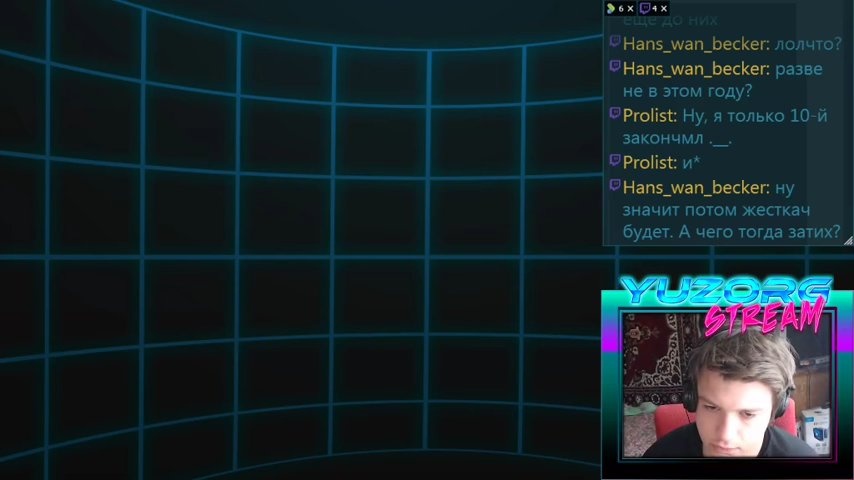 6 × 4 ×
еще до них
Hans_wan_becker: лолчто?
Hans_wan_becker: разве
не в этом году?
Prolist: Ну, я только 10-й
закончмл .__.
Prolist: и*
Hans_wan_becker: ну
значит потом жесткач
будет. А чего тогда затих?
YUZORG
STREAM